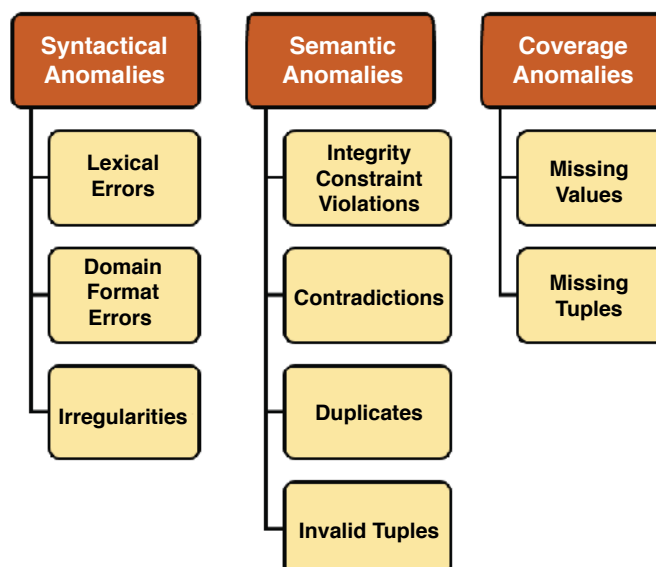 Syntactical
Anomalies
Lexical
Errors
Domain
Format
Errors
Irregularities
Semantic
Anomalies
Integrity
Constraint
Violations
Contradictions
Duplicates
Invalid Tuples
Coverage
Anomalies
Missing
Values
Missing
Tuples